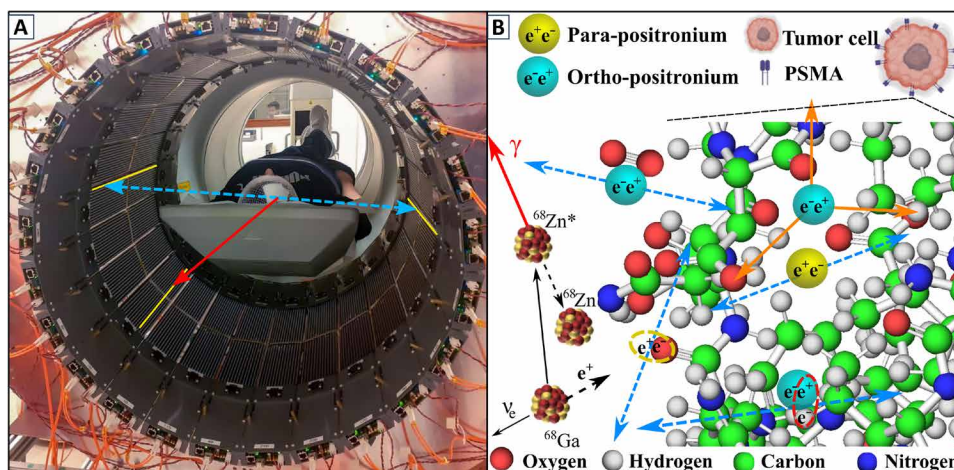 A
B
e⁺e⁻ Para-positronium
e⁻e⁺ Ortho-positronium
Tumor cell
PSMA
γ
e⁻e⁺
e⁻e⁺
⁶⁸Zn*
e⁺e⁻
⁶⁸Zn
e⁺e⁻
e⁺
e⁻e⁺
e⁻
νₑ
⁶⁸Ga
Oxygen Hydrogen Carbon Nitrogen